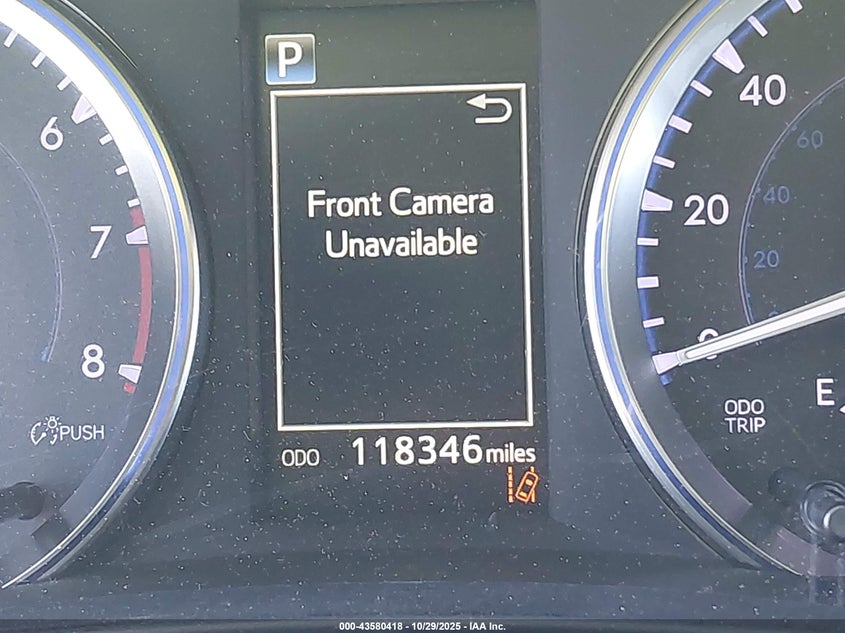 P
Front Camera
Unavailable
ODO 118346 miles
6
7
8
PUSH
40
20
0
60
40
20
E
ODO
TRIP
000-43580418 - 10/29/2025 - IAA Inc.